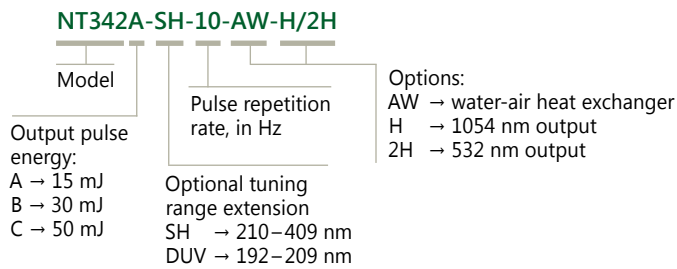 NT342A-SH-10-AW-H/2H
Model
Output pulse
energy:
A → 15 mJ
B → 30 mJ
C → 50 mJ
Optional tuning
range extension
SH → 210–409 nm
DUV → 192–209 nm
Pulse repetition
rate, in Hz
Options:
AW → water-air heat exchanger
H → 1054 nm output
2H → 532 nm output